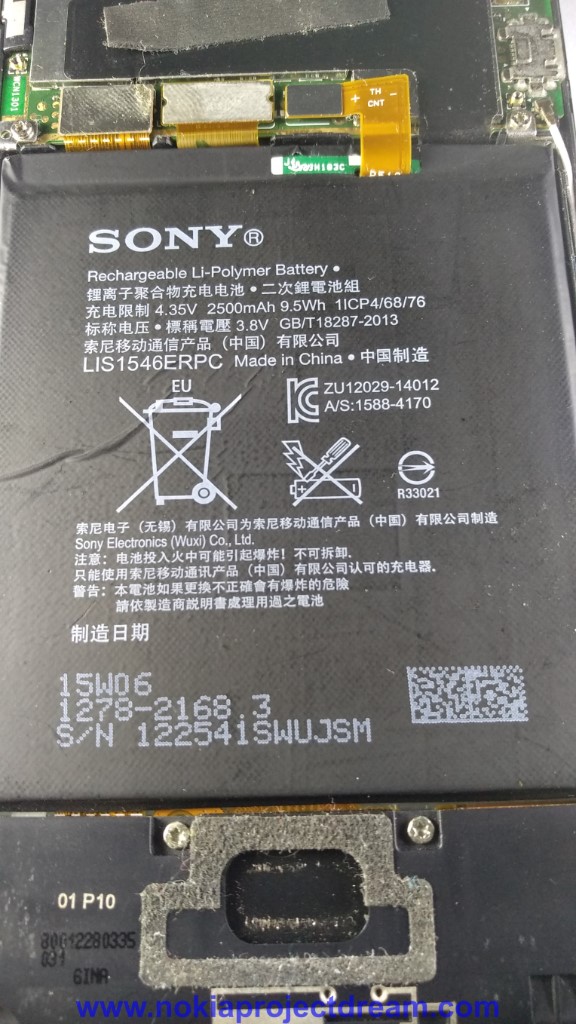 TH
+ −
CNT
MCN1301
SONY®
Rechargeable Li-Polymer Battery •
锂离子聚合物充电电池 • 二次鋰電池組
充电限制 4.35V 2500mAh 9.5Wh 1ICP4/68/76
标称电压 • 標稱電壓 3.8V GB/T18287-2013
索尼移动通信产品（中国）有限公司
LIS1546ERPC Made in China • 中国制造
EU
ZU12029-14012
A/S:1588-4170
R33021
索尼电子（无锡）有限公司为索尼移动通信产品（中国）有限公司制造
Sony Electronics (Wuxi) Co., Ltd.
注意：电池投入火中可能引起爆炸！不可拆卸.
只能使用索尼移动通讯产品（中国）有限公司认可的充电器。
警告：本電池如果更換不正確會有爆炸的危險
請依製造商説明書處理用過之電池
制造日期
15W06
1278-2168.3
S/N 122541SWUJSM
01 P10
80G12280335
031
GINA
www.nokiaprojectdream.com